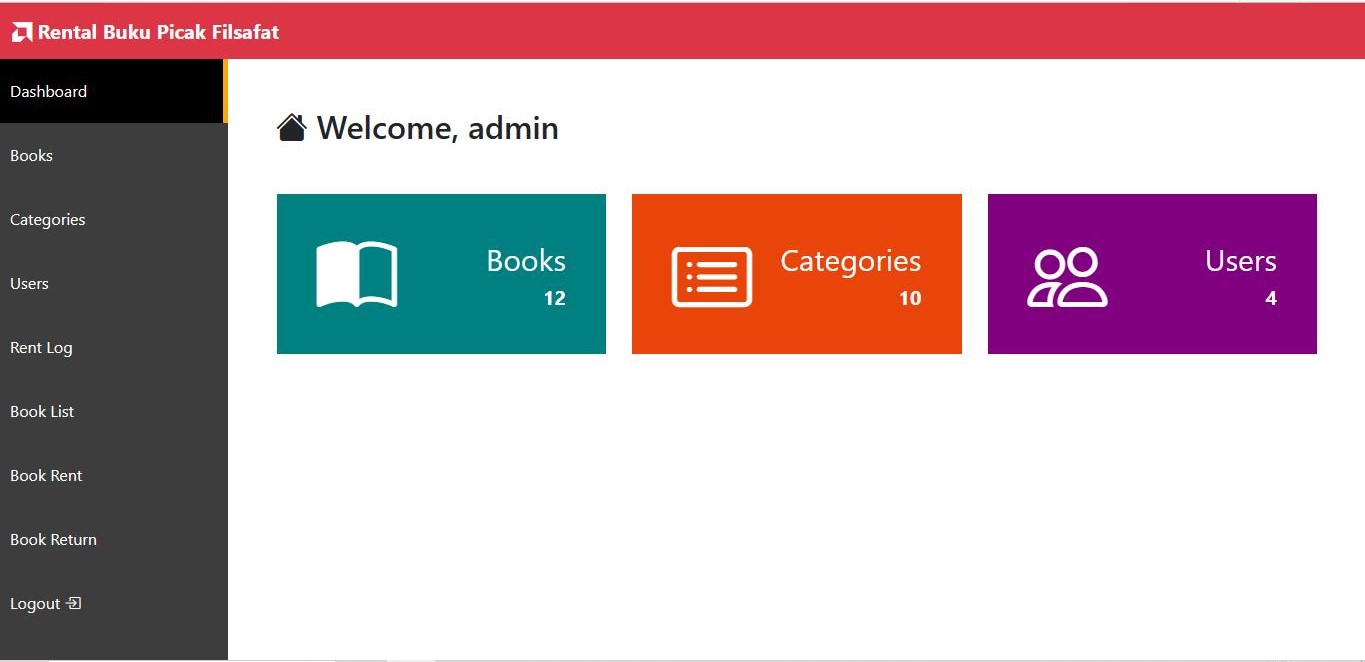 Rental Buku Picak Filsafat
Dashboard
Books
Categories
Users
Rent Log
Book List
Book Rent
Book Return
Logout
Welcome, admin
Books
12
Categories
10
Users
4